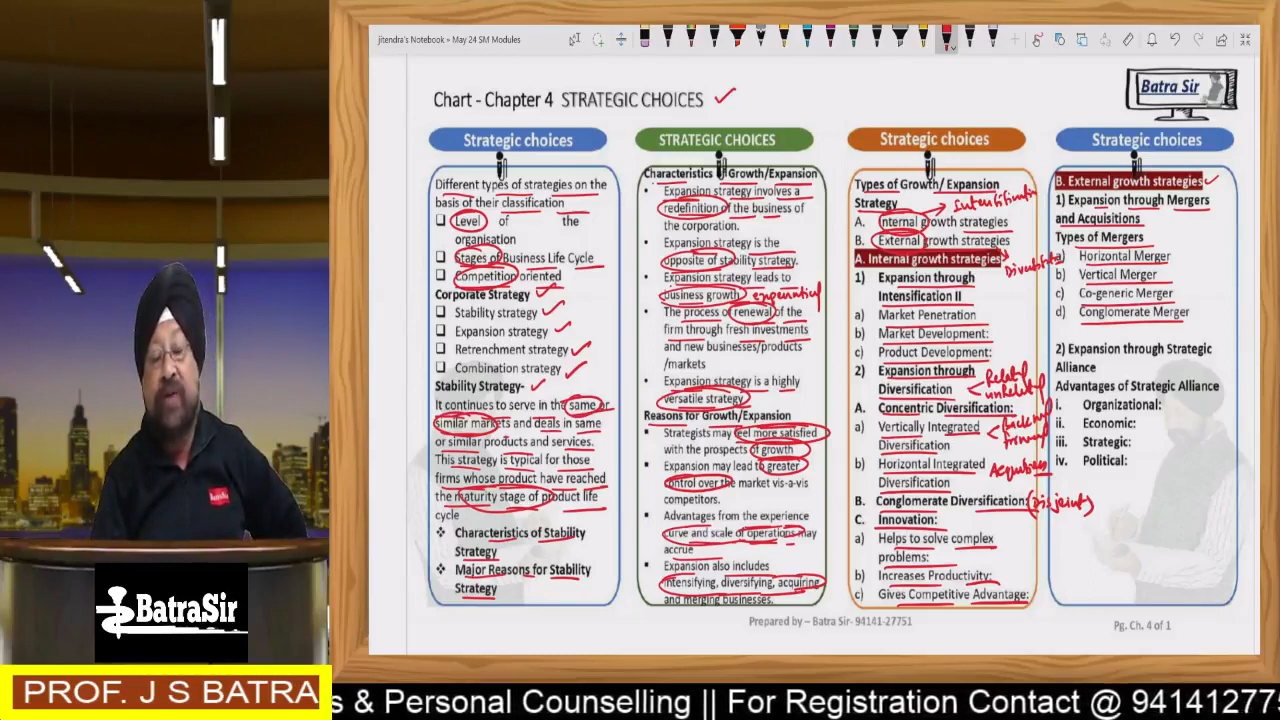 jitendra's Notebook » May 24 SM Modules
Chart - Chapter 4 STRATEGIC CHOICES
Batra Sir
Strategic choices
Different types of strategies on the
basis of their classification
Level of the
organisation
Stages of Business Life Cycle
Competition oriented
Corporate Strategy
Stability strategy
Expansion strategy
Retrenchment strategy
Combination strategy
Stability Strategy-
It continues to serve in the same or
similar markets and deals in same
or similar products and services.
This strategy is typical for those
firms whose product have reached
the maturity stage of product life
cycle
Characteristics of Stability
Strategy
Major Reasons for Stability
Strategy
STRATEGIC CHOICES
Characteristics of Growth/Expansion
Expansion strategy involves a
redefinition of the business of
the corporation.
Expansion strategy is the
opposite of stability strategy.
Expansion strategy leads to
business growth
The process of renewal of the
firm through fresh investments
and new businesses/products
/markets
Expansion strategy is a highly
versatile strategy
Reasons for Growth/Expansion
Strategists may feel more satisfied
with the prospects of growth
Expansion may lead to greater
control over the market vis-a-vis
competitors.
Advantages from the experience
curve and scale of operations may
accrue
Expansion also includes
intensifying, diversifying, acquiring
and merging businesses.
Strategic choices
Types of Growth/ Expansion
Strategy
A. Internal growth strategies
B. External growth strategies
A. Internal growth strategies
1) Expansion through
Intensification II
a) Market Penetration
b) Market Development:
c) Product Development:
2) Expansion through
Diversification
Related
unrelated
A. Concentric Diversification:
a) Vertically Integrated
Diversification
b) Horizontal Integrated
Diversification
B. Conglomerate Diversification:
(Disjoint)
C. Innovation:
a) Helps to solve complex
problems:
b) Increases Productivity:
c) Gives Competitive Advantage:
Strategic choices
B. External growth strategies
1) Expansion through Mergers
and Acquisitions
Types of Mergers
a) Horizontal Merger
b) Vertical Merger
c) Co-generic Merger
d) Conglomerate Merger
2) Expansion through Strategic
Alliance
Advantages of Strategic Alliance
i. Organizational:
ii. Economic:
iii. Strategic:
iv. Political:
Prepared by – Batra Sir- 94141-27751
Pg. Ch. 4 of 1
BatraSir
PROF. J S BATRA
s & Personal Counselling || For Registration Contact @ 941412775